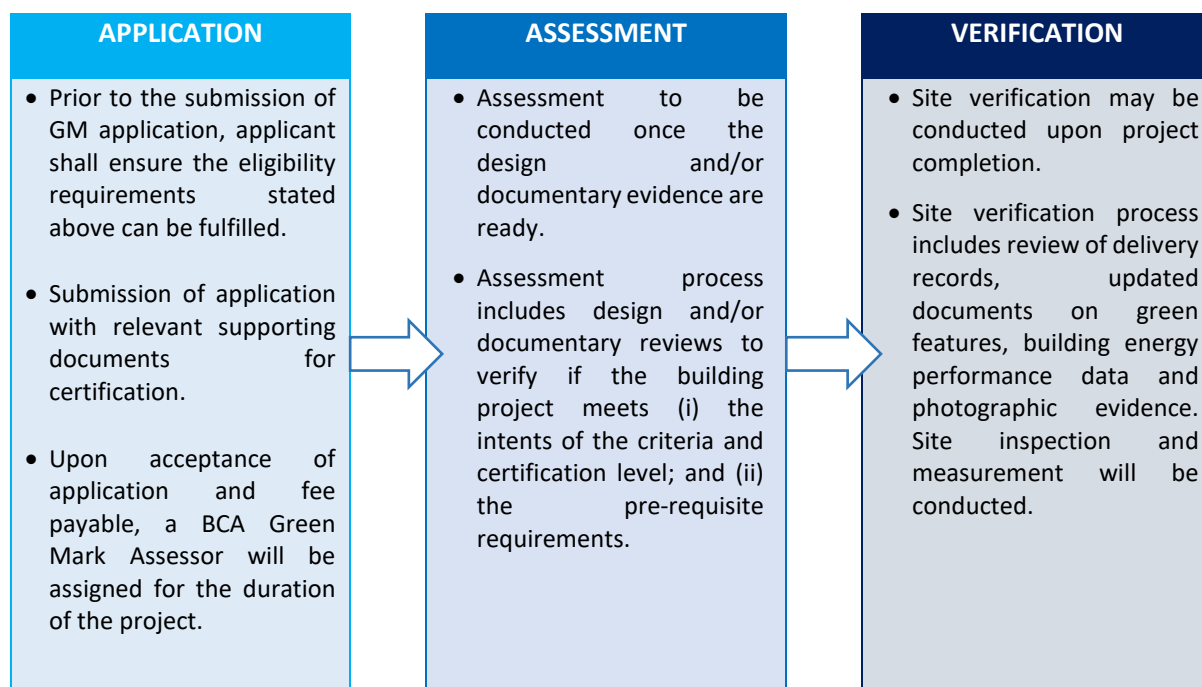 APPLICATION
• Prior to the submission of
GM application, applicant
shall ensure the eligibility
requirements stated
above can be fulfilled.
• Submission of application
with relevant supporting
documents for
certification.
• Upon acceptance of
application and fee
payable, a BCA Green
Mark Assessor will be
assigned for the duration
of the project.
ASSESSMENT
• Assessment to be
conducted once the
design and/or
documentary evidence are
ready.
• Assessment process
includes design and/or
documentary reviews to
verify if the building
project meets (i) the
intents of the criteria and
certification level; and (ii)
the pre-requisite
requirements.
VERIFICATION
• Site verification may be
conducted upon project
completion.
• Site verification process
includes review of delivery
records, updated
documents on green
features, building energy
performance data and
photographic evidence.
Site inspection and
measurement will be
conducted.